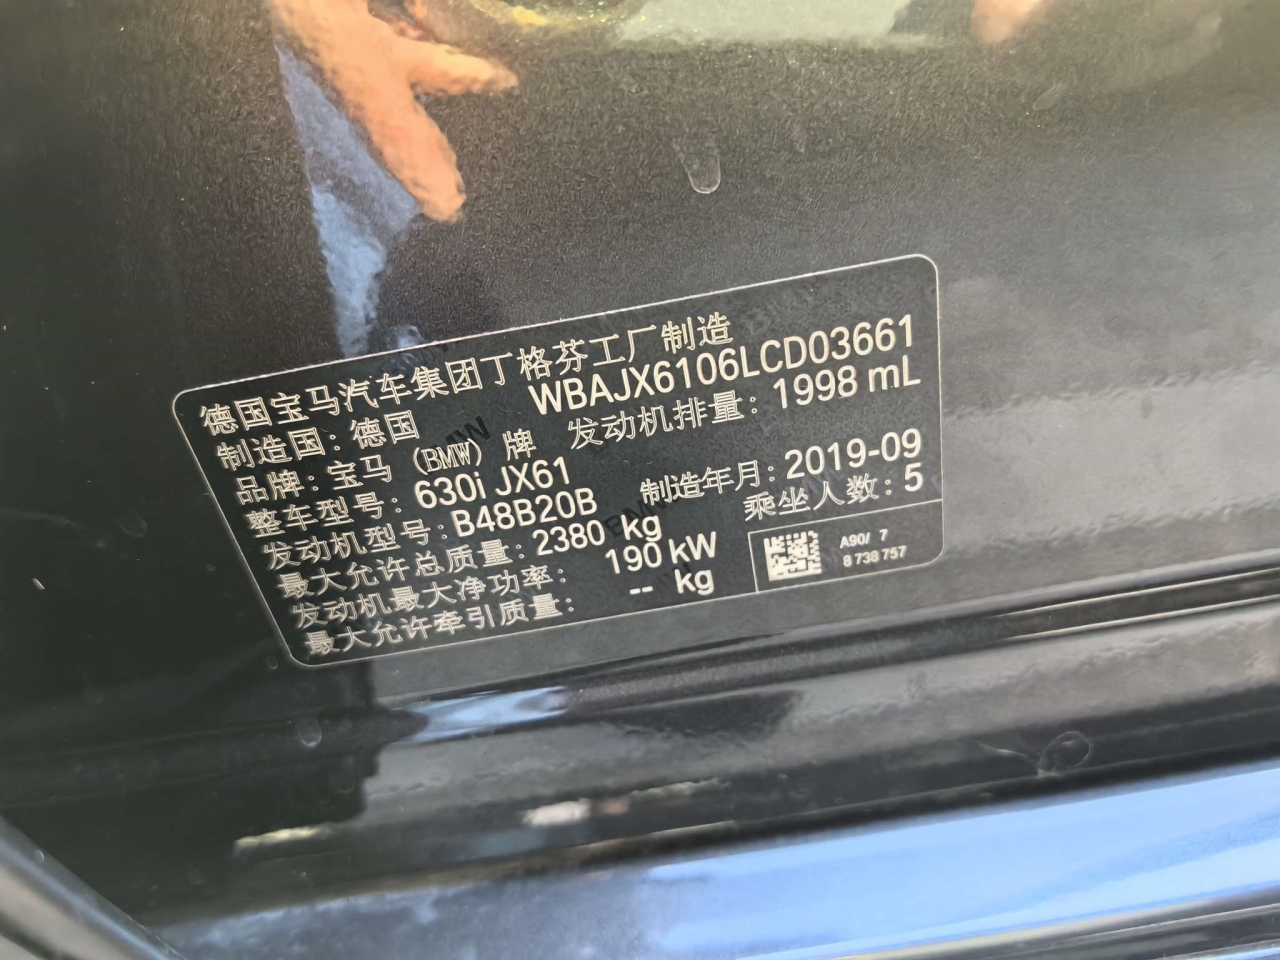 德国宝马汽车集团丁格芬工厂制造
制造国：德国 WBAJX6106LCD03661
品牌：宝马（BMW）牌 发动机排量：1998 mL
整车型号：630i JX61
发动机型号：B48B20B 制造年月：2019-09
最大允许总质量：2380 kg 乘坐人数：5
发动机最大净功率：190 kW
最大允许牵引质量：-- kg
A90/ 7
8 738 757